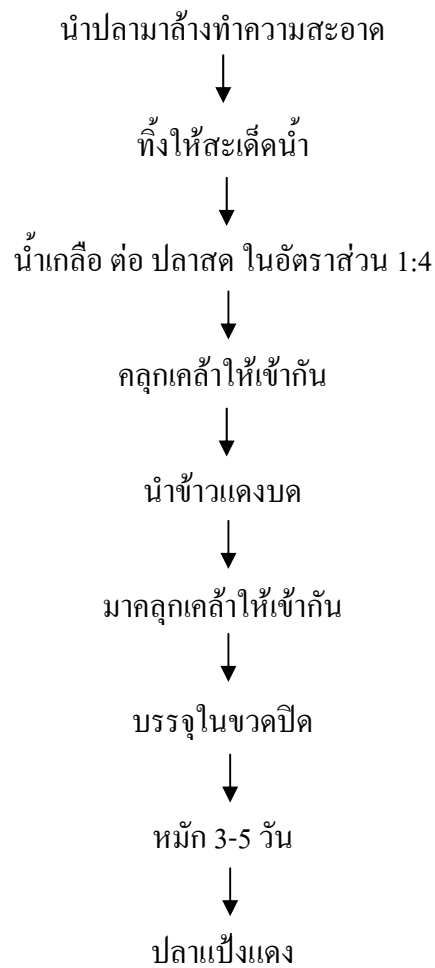 นำปลามาล้างทำความสะอาด
ทิ้งให้สะเด็ดน้ำ
น้ำเกลือ ต่อ ปลาสด ในอัตราส่วน 1:4
คลุกเคล้าให้เข้ากัน
นำข้าวแดงบด
มาคลุกเคล้าให้เข้ากัน
บรรจุในขวดปิด
หมัก 3-5 วัน
ปลาแป้งแดง